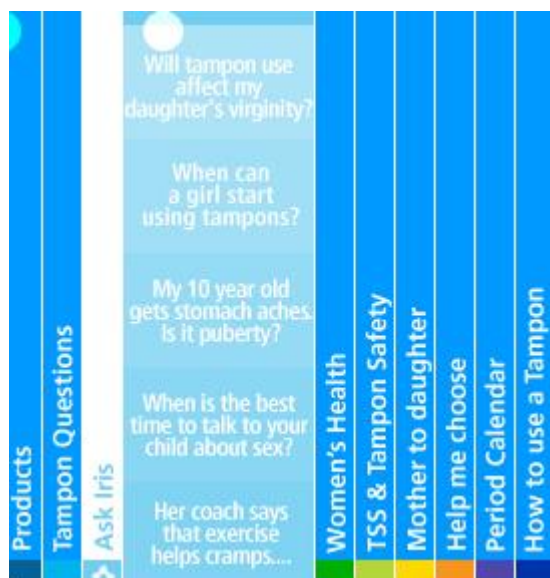 Products
Tampon Questions
Ask Iris
Will tampon use
affect my
daughter's virginity?
When can
a girl start
using tampons?
My 10 year old
gets stomach aches.
Is it puberty?
When is the best
time to talk to your
child about sex?
Her coach says
that exercise
helps cramps....
Women's Health
TSS & Tampon Safety
Mother to daughter
Help me choose
Period Calendar
How to use a Tampon